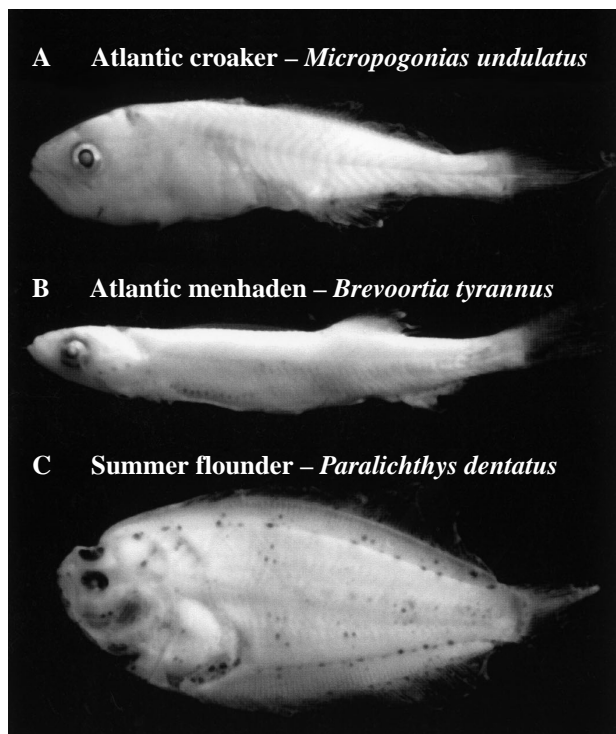 A Atlantic croaker – Micropogonias undulatus
B Atlantic menhaden – Brevoortia tyrannus
C Summer flounder – Paralichthys dentatus